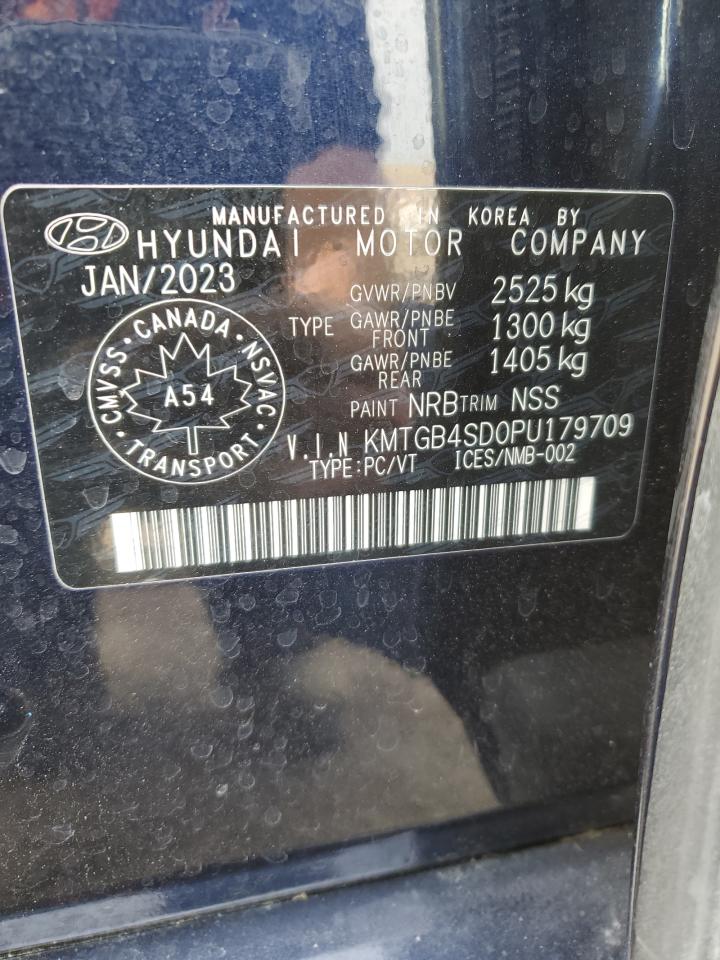 MANUFACTURED IN KOREA BY
HYUNDAI MOTOR COMPANY
JAN/2023
GVWR/PNBV 2525 kg
TYPE GAWR/PNBE FRONT 1300 kg
GAWR/PNBE REAR 1405 kg
PAINT NRB TRIM NSS
CMVSS · CANADA · NSVAC · TRANSPORT ·
A54
V.I.N KMTGB4SD0PU179709
TYPE:PC/VT ICES/NMB-002